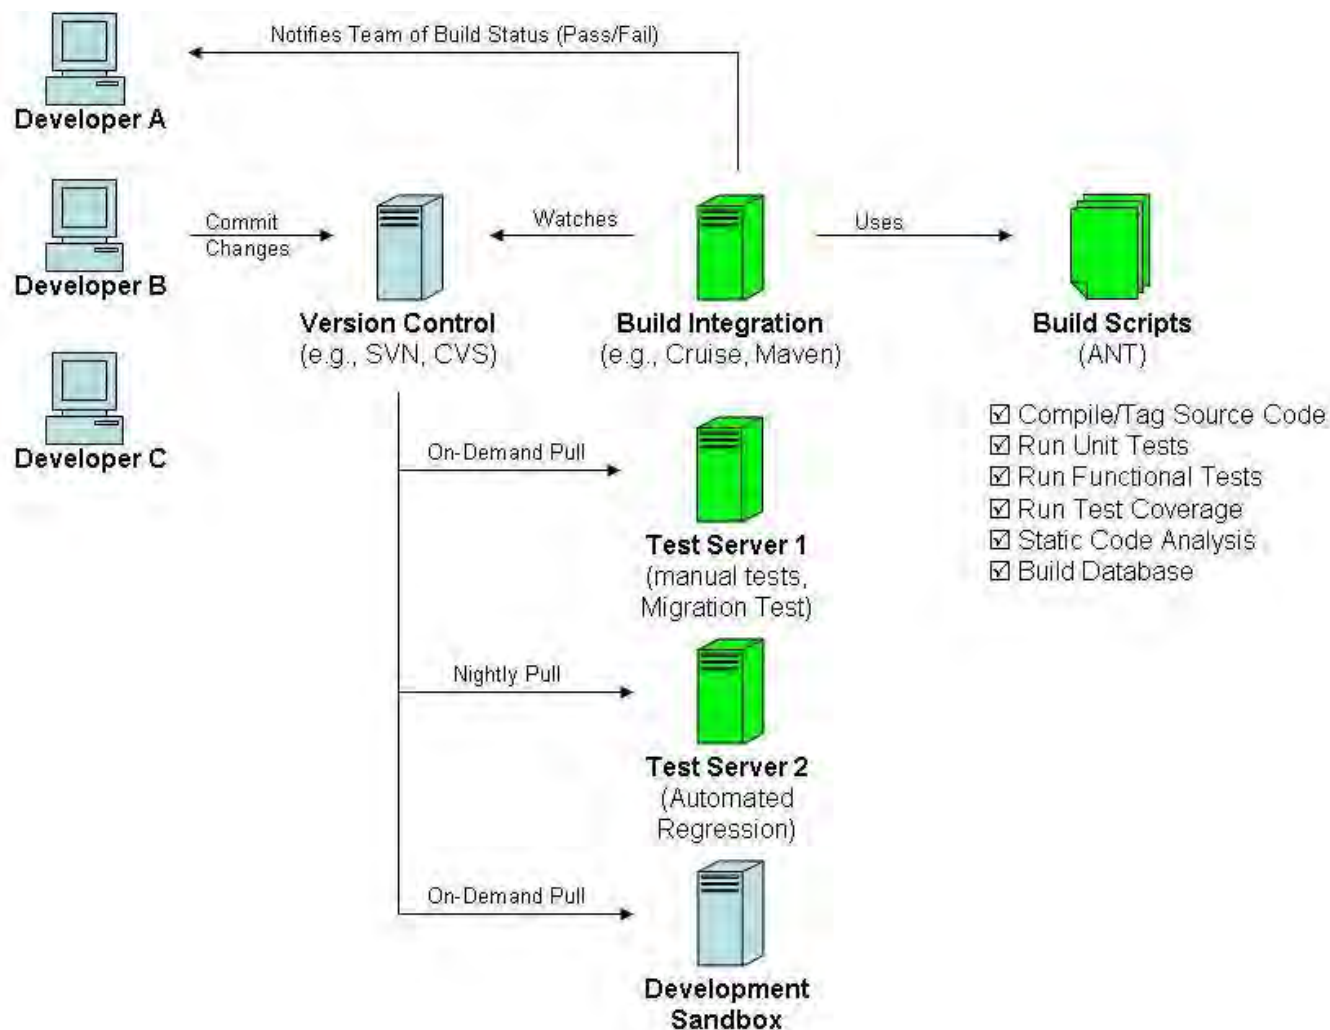 Notifies Team of Build Status (Pass/Fail)
Developer A
Commit
Changes
Watches
Uses
Developer B
Version Control
(e.g., SVN, CVS)
Build Integration
(e.g., Cruise, Maven)
Build Scripts
(ANT)
Developer C
☑ Compile/Tag Source Code
☑ Run Unit Tests
☑ Run Functional Tests
☑ Run Test Coverage
☑ Static Code Analysis
☑ Build Database
On-Demand Pull
Test Server 1
(manual tests,
Migration Test)
Nightly Pull
Test Server 2
(Automated
Regression)
On-Demand Pull
Development
Sandbox